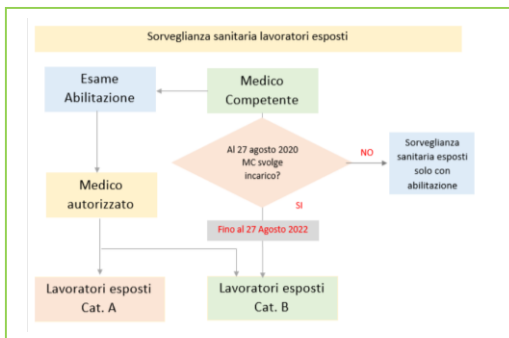 Sorveglianza sanitaria lavoratori esposti
Esame
Abilitazione
Medico
Competente
Al 27 agosto 2020
MC svolge
incarico?
NO
Sorveglianza
sanitaria esposti
solo con
abilitazione
Medico
autorizzato
SI
Fino al 27 Agosto 2022
Lavoratori esposti
Cat. A
Lavoratori esposti
Cat. B